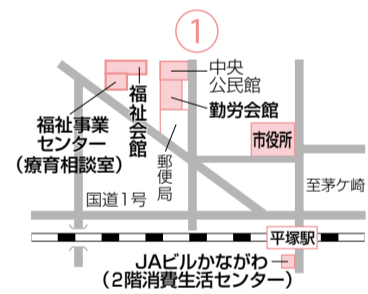 ①
中央
公民館
勤労会館
福祉会館
福祉事業
センター
(療育相談室)
郵便局
市役所
国道1号
至茅ケ崎
平塚駅
JAビルかながわ
(2階消費生活センター)